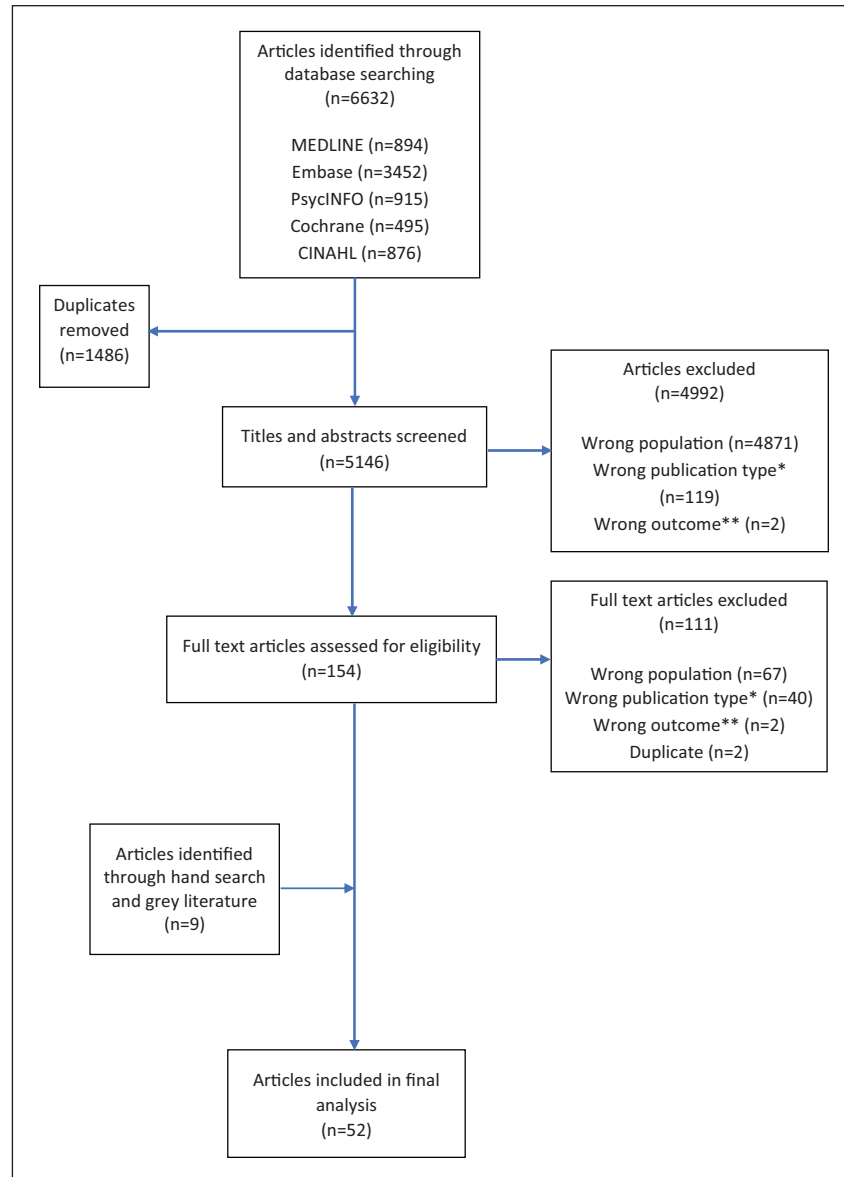 Articles identified through
database searching
(n=6632)
MEDLINE (n=894)
Embase (n=3452)
PsycINFO (n=915)
Cochrane (n=495)
CINAHL (n=876)
Duplicates
removed
(n=1486)
Titles and abstracts screened
(n=5146)
Articles excluded
(n=4992)
Wrong population (n=4871)
Wrong publication type*
(n=119)
Wrong outcome** (n=2)
Full text articles assessed for eligibility
(n=154)
Full text articles excluded
(n=111)
Wrong population (n=67)
Wrong publication type* (n=40)
Wrong outcome** (n=2)
Duplicate (n=2)
Articles identified
through hand search
and grey literature
(n=9)
Articles included in final
analysis
(n=52)